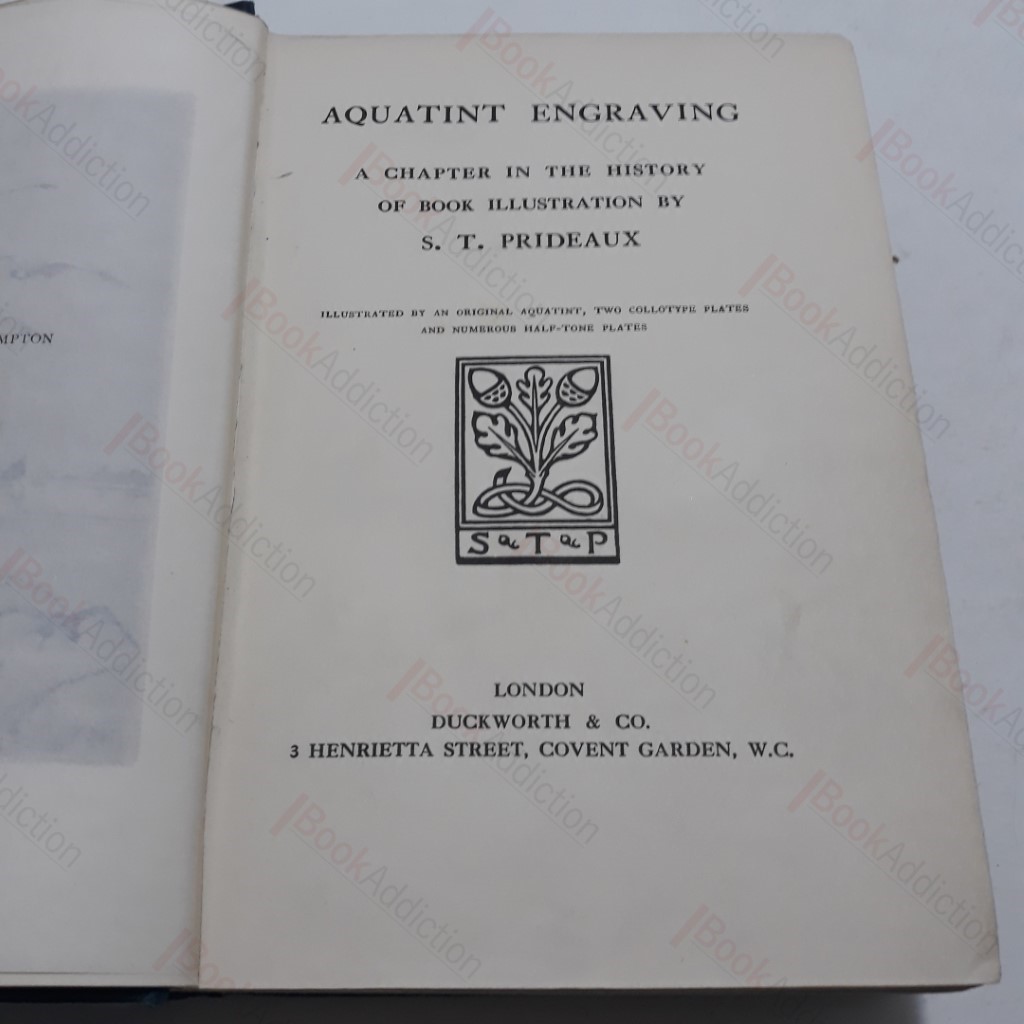 MPTON
AQUATINT ENGRAVING
A CHAPTER IN THE HISTORY
OF BOOK ILLUSTRATION BY
S. T. PRIDEAUX
ILLUSTRATED BY AN ORIGINAL AQUATINT, TWO COLLOTYPE PLATES
AND NUMEROUS HALF-TONE PLATES
S T P
LONDON
DUCKWORTH & CO.
3 HENRIETTA STREET, COVENT GARDEN, W.C.
BookAddiction